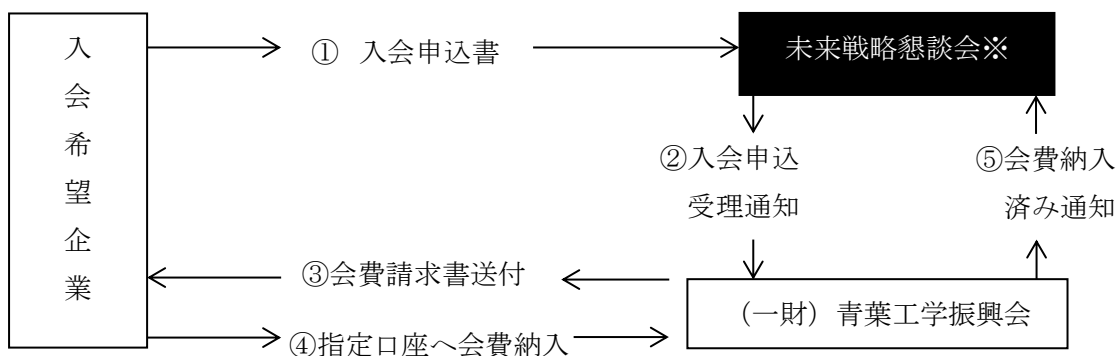 入会希望企業
① 入会申込書
未来戦略懇談会※
②入会申込
受理通知
⑤会費納入
済み通知
③会費請求書送付
(一財)青葉工学振興会
④指定口座へ会費納入